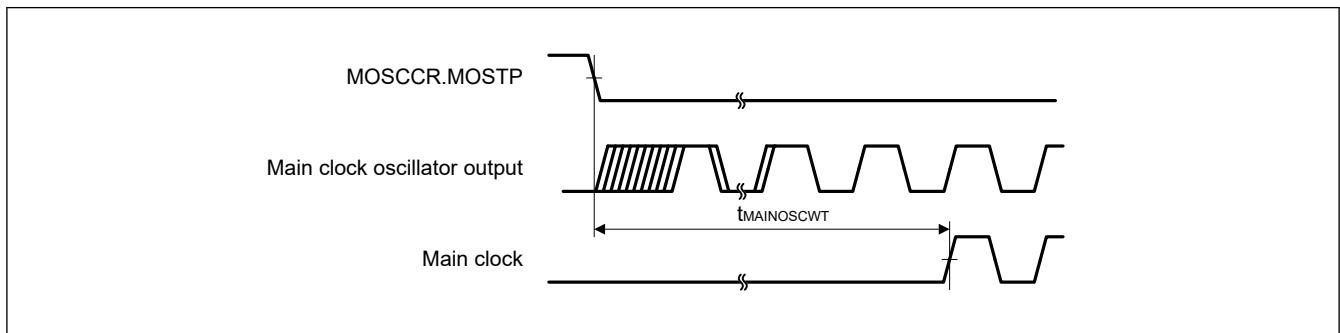 MOSCCR.MOSTP
Main clock oscillator output
tMAINOSCWT
Main clock